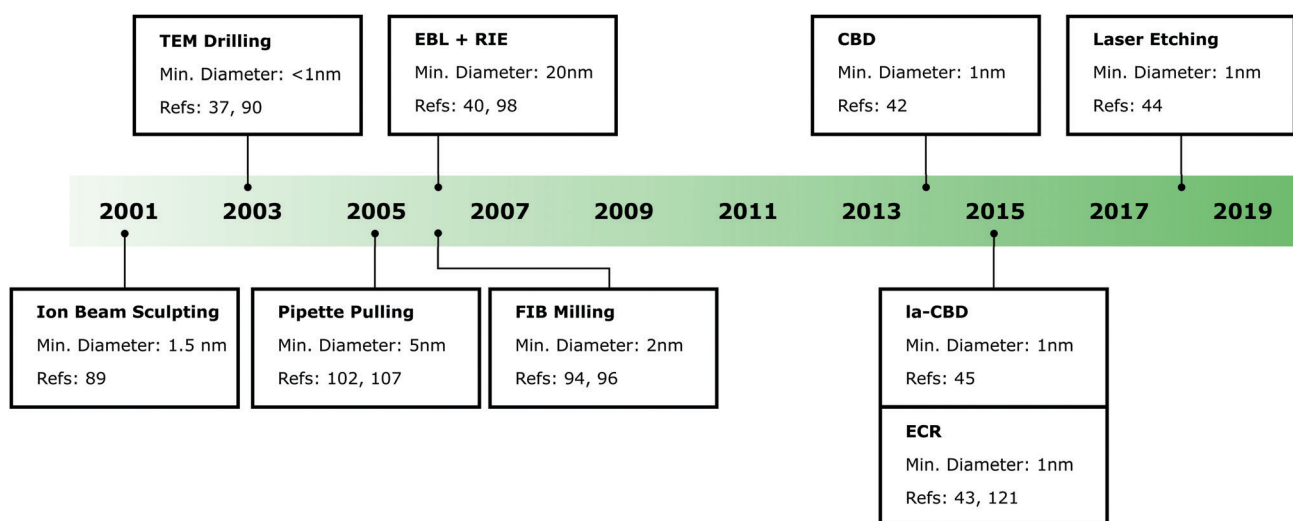 TEM Drilling
Min. Diameter: <1nm
Refs: 37, 90
EBL + RIE
Min. Diameter: 20nm
Refs: 40, 98
CBD
Min. Diameter: 1nm
Refs: 42
Laser Etching
Min. Diameter: 1nm
Refs: 44
2001 2003 2005 2007 2009 2011 2013 2015 2017 2019
Ion Beam Sculpting
Min. Diameter: 1.5 nm
Refs: 89
Pipette Pulling
Min. Diameter: 5nm
Refs: 102, 107
FIB Milling
Min. Diameter: 2nm
Refs: 94, 96
la-CBD
Min. Diameter: 1nm
Refs: 45
ECR
Min. Diameter: 1nm
Refs: 43, 121